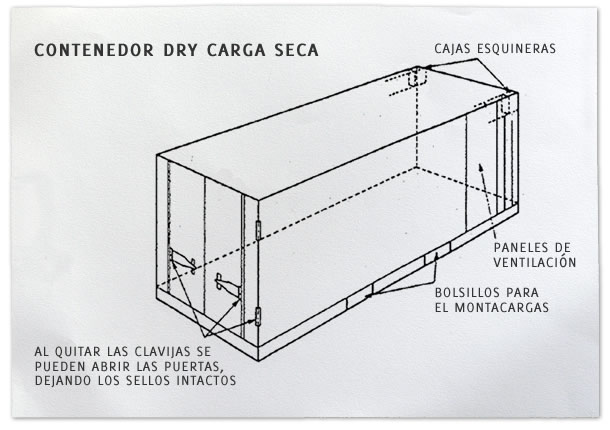 CONTENEDOR DRY CARGA SECA
CAJAS ESQUINERAS
PANELES DE
VENTILACIÓN
BOLSILLOS PARA
EL MONTACARGAS
AL QUITAR LAS CLAVIJAS SE
PUEDEN ABRIR LAS PUERTAS,
DEJANDO LOS SELLOS INTACTOS